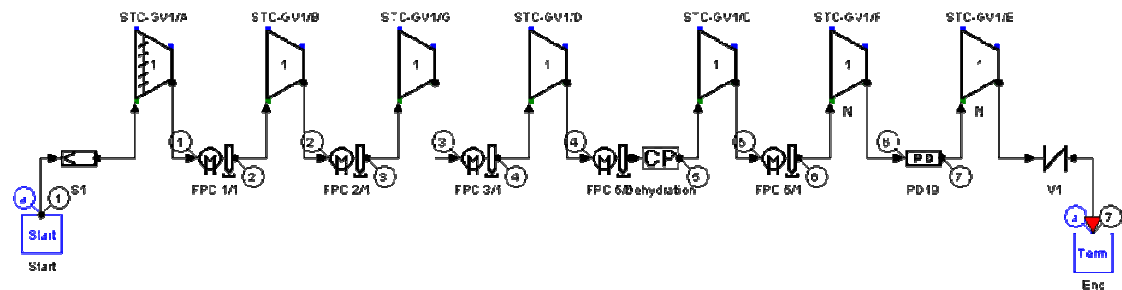 STC-GV1/A STC-GV1/B STC-GV1/G STC-GV1/D STC-GV1/C STC-GV1/F STC-GV1/E
1 1 1 1 1 1 1
N N
1 M 2 M 3 M 4 M CP 5 M 6 PD
S1 FPC 1/1 2 FPC 2/1 3 FPC 3/1 4 FPC 6/Dehydration 5 FPC 5/1 6 PD19 7 V1
a 1 a 7
Start Term
Start End